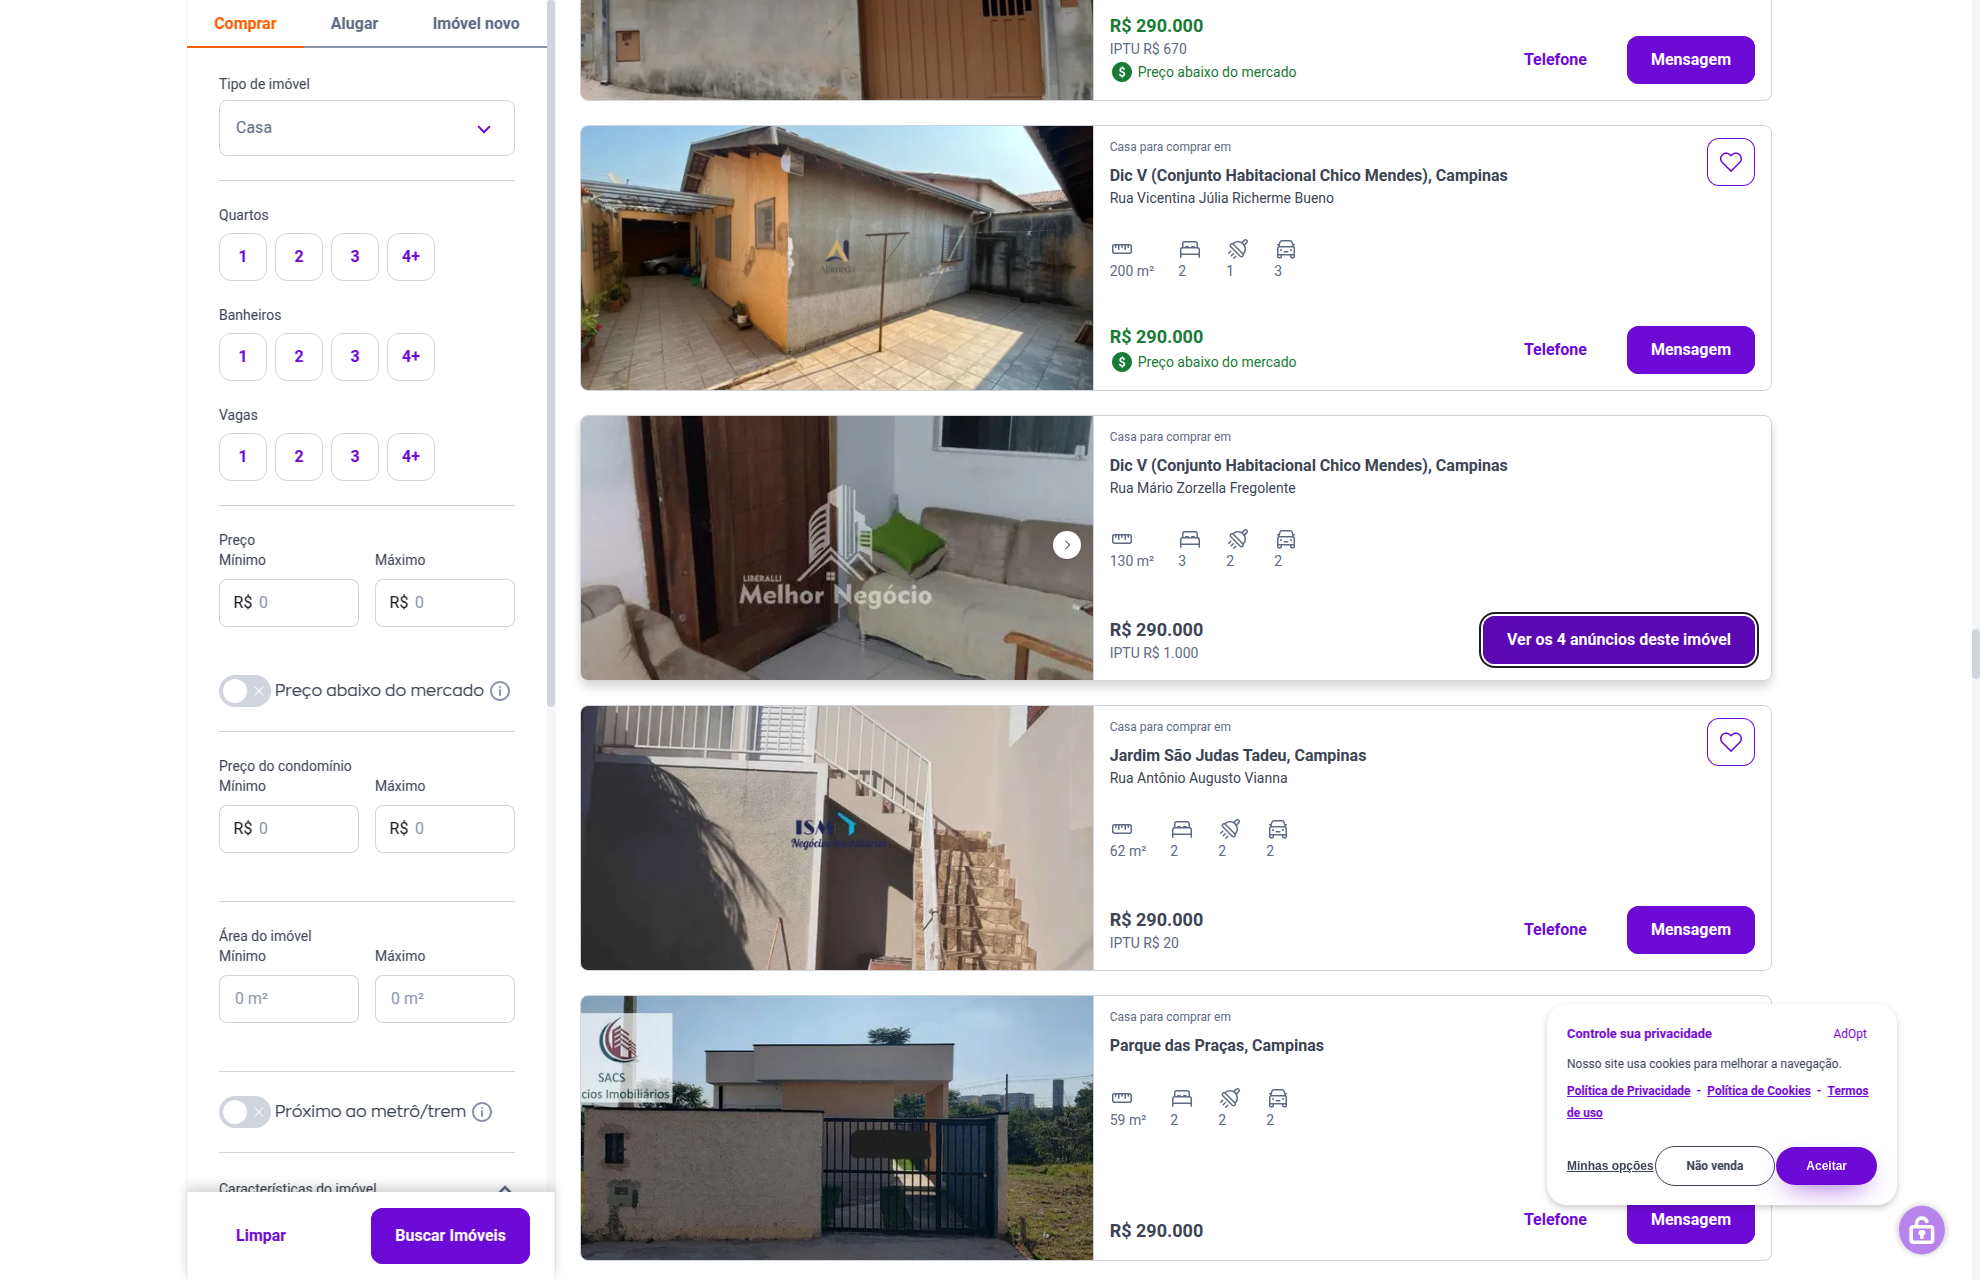 Comprar
Alugar
Imóvel novo
Tipo de imóvel
Casa
Quartos
1
2
3
4+
Banheiros
1
2
3
4+
Vagas
1
2
3
4+
Preço
Mínimo
Máximo
R$ 0
R$ 0
Preço abaixo do mercado
Preço do condomínio
Mínimo
Máximo
R$ 0
R$ 0
Área do imóvel
Mínimo
Máximo
0 m²
0 m²
Próximo ao metrô/trem
Características do imóvel
Limpar
Buscar Imóveis
R$ 290.000
IPTU R$ 670
Preço abaixo do mercado
Telefone
Mensagem
Casa para comprar em
Dic V (Conjunto Habitacional Chico Mendes), Campinas
Rua Vicentina Júlia Richerme Bueno
200 m²
2
1
3
R$ 290.000
Preço abaixo do mercado
Telefone
Mensagem
LIBERALLI
Melhor Negócio
Casa para comprar em
Dic V (Conjunto Habitacional Chico Mendes), Campinas
Rua Mário Zorzella Fregolente
130 m²
3
2
2
R$ 290.000
IPTU R$ 1.000
Ver os 4 anúncios deste imóvel
Casa para comprar em
Jardim São Judas Tadeu, Campinas
Rua Antônio Augusto Vianna
62 m²
2
2
2
R$ 290.000
IPTU R$ 20
Telefone
Mensagem
SACS
cios Imobiliários
Casa para comprar em
Parque das Praças, Campinas
59 m²
2
2
2
R$ 290.000
Telefone
Mensagem
Controle sua privacidade
AdOpt
Nosso site usa cookies para melhorar a navegação.
Política de Privacidade - Política de Cookies - Termos
de uso
Minhas opções
Não venda
Aceitar